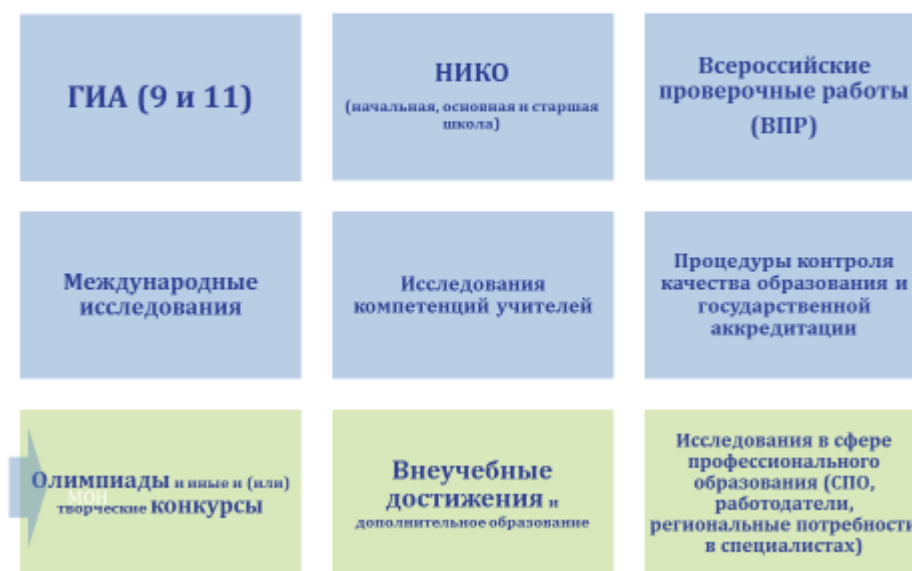 ГИА (9 и 11)
НИКО
(начальная, основная и старшая
школа)
Всероссийские
проверочные работы
(ВПР)
Международные
исследования
Исследования
компетенций учителей
Процедуры контроля
качества образования и
государственной
аккредитации
Олимпиады и иные и (или)
МОН
творческие конкурсы
Внеучебные
достижения и
дополнительное образование
Исследования в сфере
профессионального
образования (СПО,
работодатели,
региональные потребности
в специалистах)